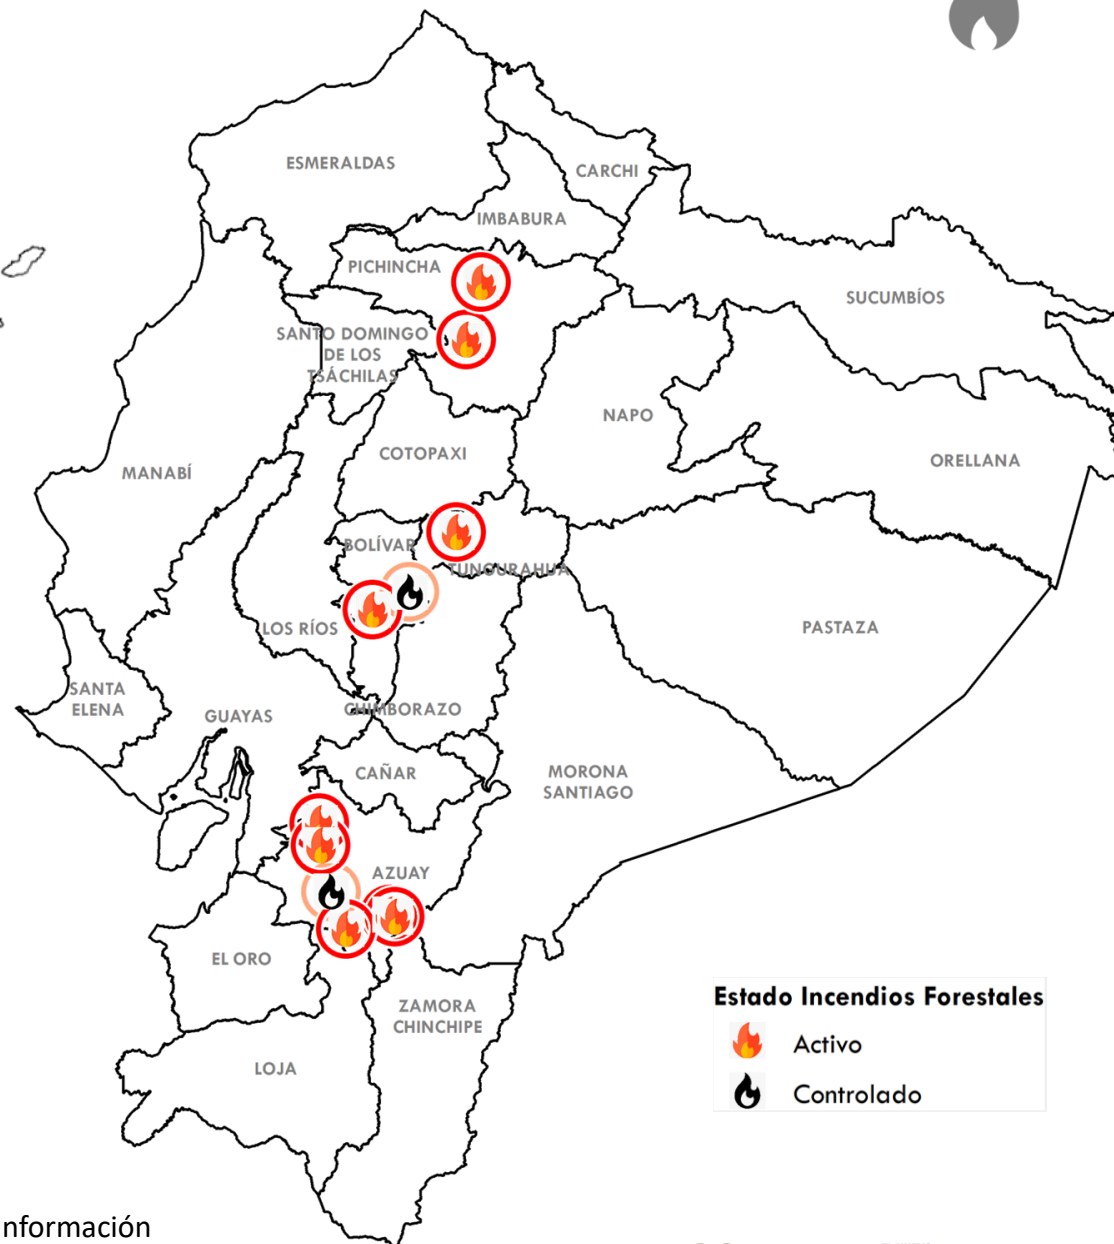 ESMERALDAS
CARCHI
IMBABURA
PICHINCHA
SUCUMBÍOS
SANTO DOMINGO
DE LOS
TSÁCHILAS
NAPO
COTOPAXI
ORELLANA
MANABÍ
BOLÍVAR
TUNGURAHUA
LOS RÍOS
PASTAZA
SANTA
ELENA
GUAYAS
CHIMBORAZO
CAÑAR
MORONA
SANTIAGO
AZUAY
EL ORO
ZAMORA
CHINCHIPE
LOJA
Estado Incendios Forestales
Activo
Controlado
nformación